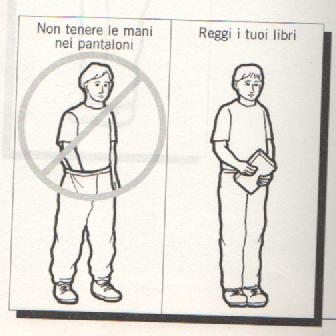 Non tenere le mani
nei pantaloni
Reggi i tuoi libri